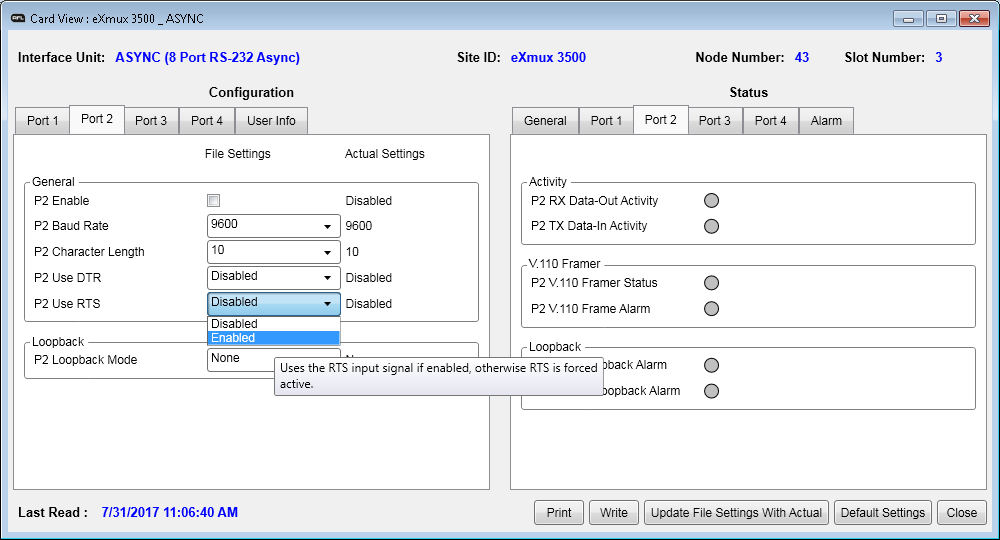 AFL Card View : eXmux 3500 _ ASYNC
Interface Unit: ASYNC (8 Port RS-232 Async) Site ID: eXmux 3500 Node Number: 43 Slot Number: 3
Configuration
Port 1 Port 2 Port 3 Port 4 User Info
File Settings Actual Settings
General
P2 Enable Disabled
P2 Baud Rate 9600 9600
P2 Character Length 10 10
P2 Use DTR Disabled Disabled
P2 Use RTS Disabled Disabled
Disabled
Enabled
Loopback
P2 Loopback Mode None
Uses the RTS input signal if enabled, otherwise RTS is forced
active.
Status
General Port 1 Port 2 Port 3 Port 4 Alarm
Activity
P2 RX Data-Out Activity
P2 TX Data-In Activity
V.110 Framer
P2 V.110 Framer Status
P2 V.110 Frame Alarm
Loopback
pback Alarm
oopback Alarm
Last Read : 7/31/2017 11:06:40 AM
Print Write Update File Settings With Actual Default Settings Close